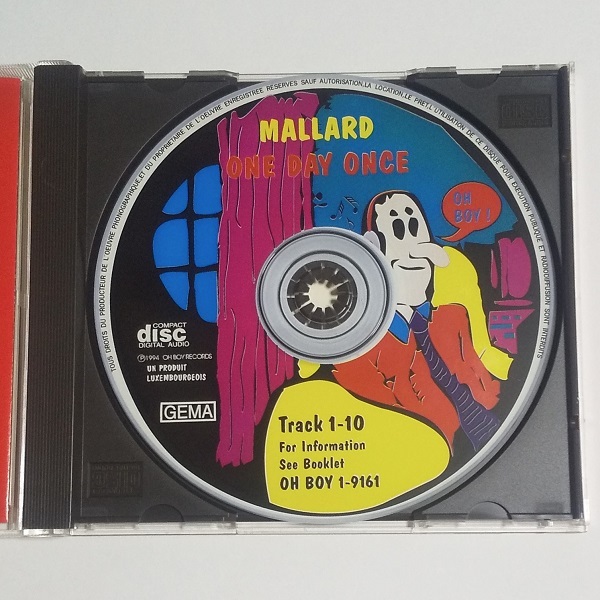 TOUS DROITS DU PRODUCTEUR DE L'OEUVRE PHONOGRAPHIQUE,ET DU PROPRIETAIRE DE L'OEUVRE ENREGISTREE RESERVES SAUF AUTORISATION,LA LOCATION,LE PRET,L'UTILISATION DE CE DISQUE POUR EXECUTION PUBLIQUE ET RADIODIFFUSION SONT INTERDITS
MALLARD
ONE DAY ONCE
OH
BOY!
COMPACT
disc
DIGITAL AUDIO
℗1994 OH BOY RECORDS
UN PRODUIT
LUXEMBOURGEOIS
GEMA
Track 1-10
For Information
See Booklet
OH BOY 1-9161